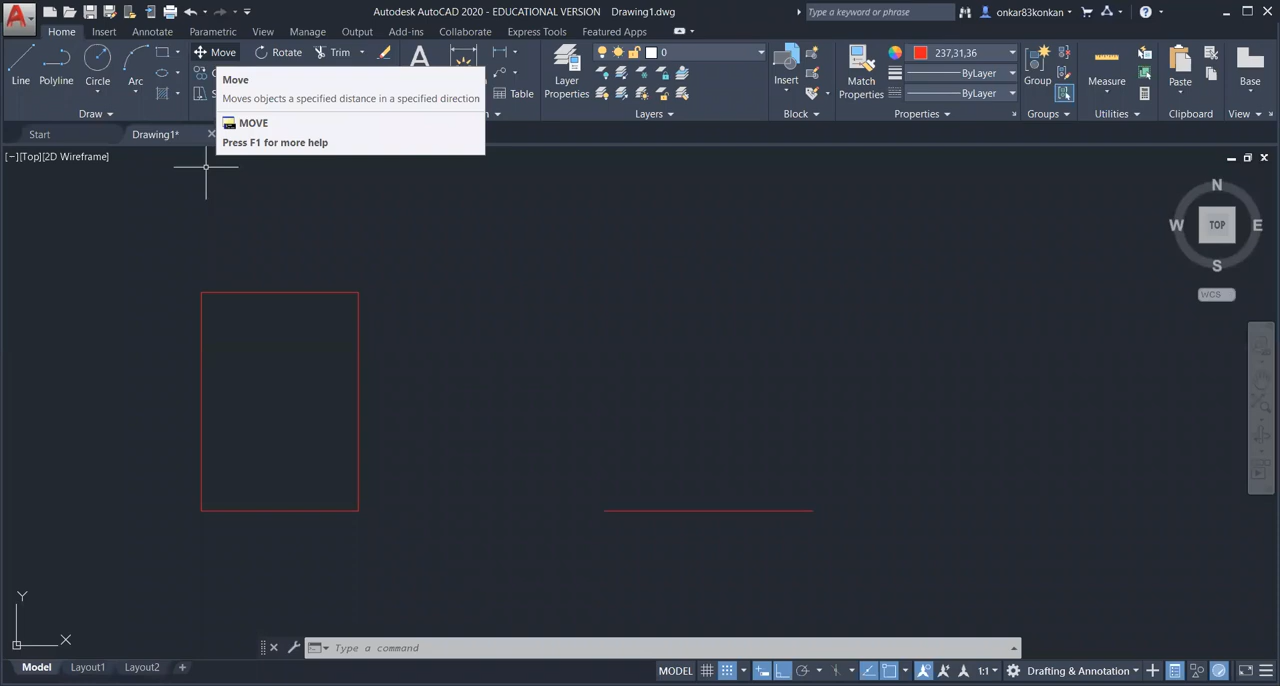 A Autodesk AutoCAD 2020 - EDUCATIONAL VERSION Drawing1.dwg Type a keyword or phrase onkar83konkan
Home Insert Annotate Parametric View Manage Output Add-ins Collaborate Express Tools Featured Apps
Line Polyline Circle Arc
Move Rotate Trim
A
Table
Layer Properties
0
Insert
Match Properties
237,31,36
ByLayer
ByLayer
Group
Measure
Paste
Base
Draw Layers Block Properties Groups Utilities Clipboard View
Move
Moves objects a specified distance in a specified direction
MOVE
Press F1 for more help
Start Drawing1*
[−][Top][2D Wireframe]
N
W TOP E
S
WCS
Y
X
Type a command
Model Layout1 Layout2 + MODEL 1:1 Drafting & Annotation